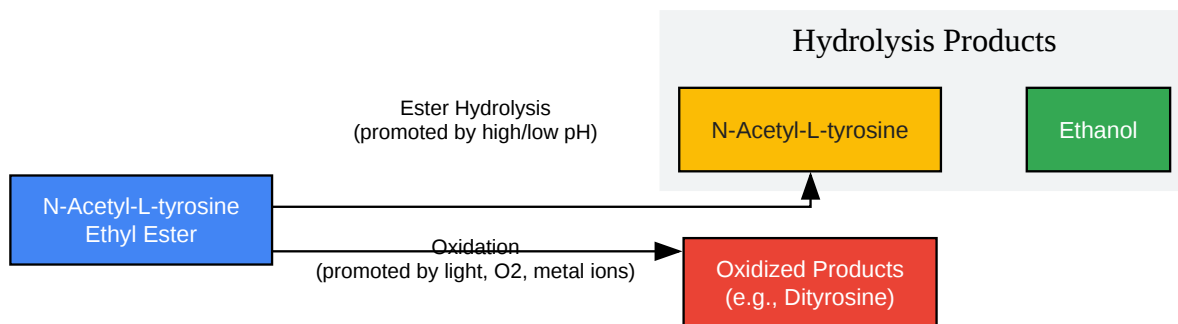 Hydrolysis Products
Ester Hydrolysis
(promoted by high/low pH)
N-Acetyl-L-tyrosine
Ethanol
N-Acetyl-L-tyrosine
Ethyl Ester
Oxidation
(promoted by light, O2, metal ions)
Oxidized Products
(e.g., Dityrosine)